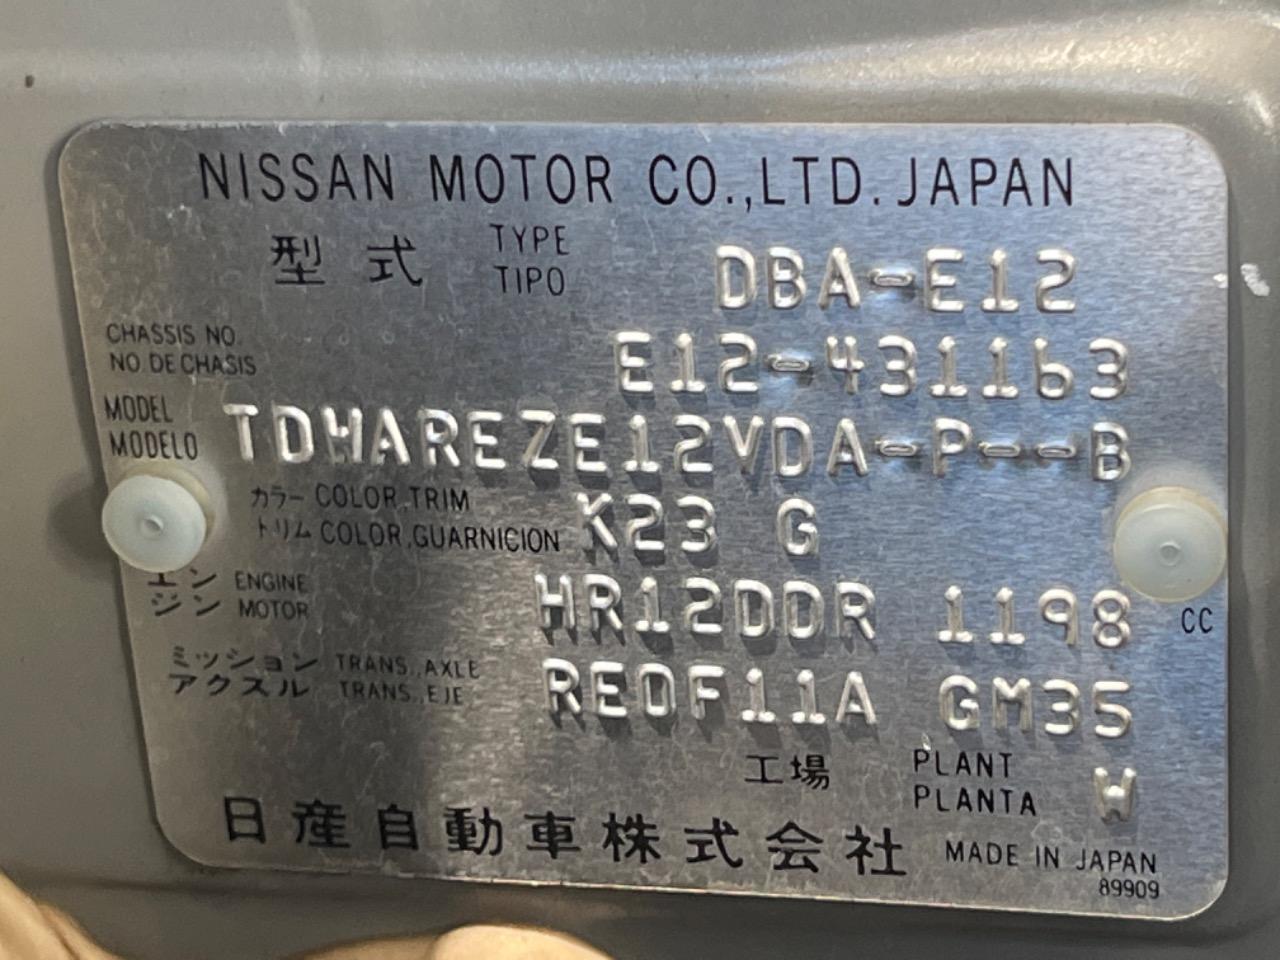 NISSAN MOTOR CO.,LTD. JAPAN
型式 TYPE TIPO DBA-E12
CHASSIS NO.
NO. DE CHASIS E12-431163
MODEL
MODELO TDWAREZE12VDA-P--B
カラー COLOR,TRIM
トリム COLOR,GUARNICION K23 G
エンジン ENGINE MOTOR HR12DDR 1198 CC
ミッション TRANS.,AXLE
アクスル TRANS.,EJE RE0F11A GM35
工場 PLANT PLANTA W
日産自動車株式会社 MADE IN JAPAN
89909